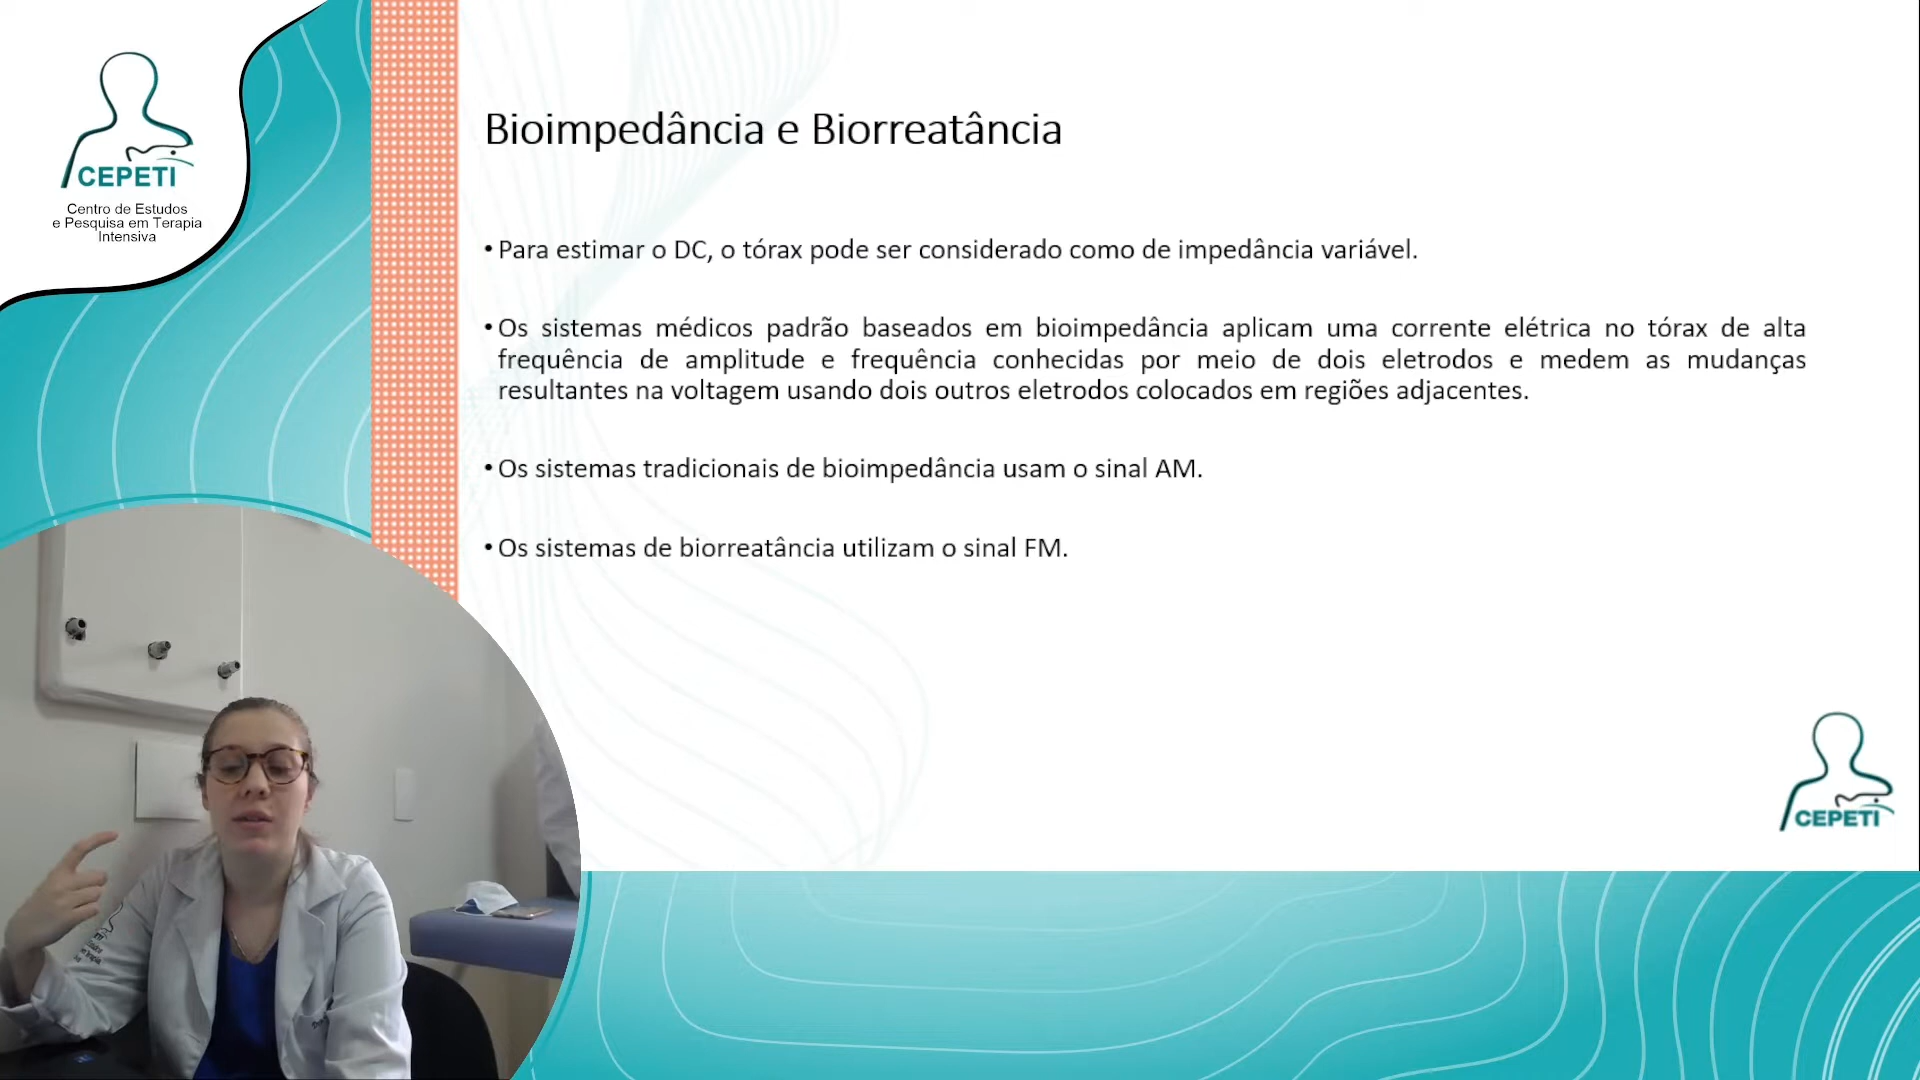 CEPETI
Centro de Estudos
e Pesquisa em Terapia
Intensiva
Bioimpedância e Biorreatância
• Para estimar o DC, o tórax pode ser considerado como de impedância variável.
• Os sistemas médicos padrão baseados em bioimpedância aplicam uma corrente elétrica no tórax de alta
frequência de amplitude e frequência conhecidas por meio de dois eletrodos e medem as mudanças
resultantes na voltagem usando dois outros eletrodos colocados em regiões adjacentes.
• Os sistemas tradicionais de bioimpedância usam o sinal AM.
• Os sistemas de biorreatância utilizam o sinal FM.
CEPETI